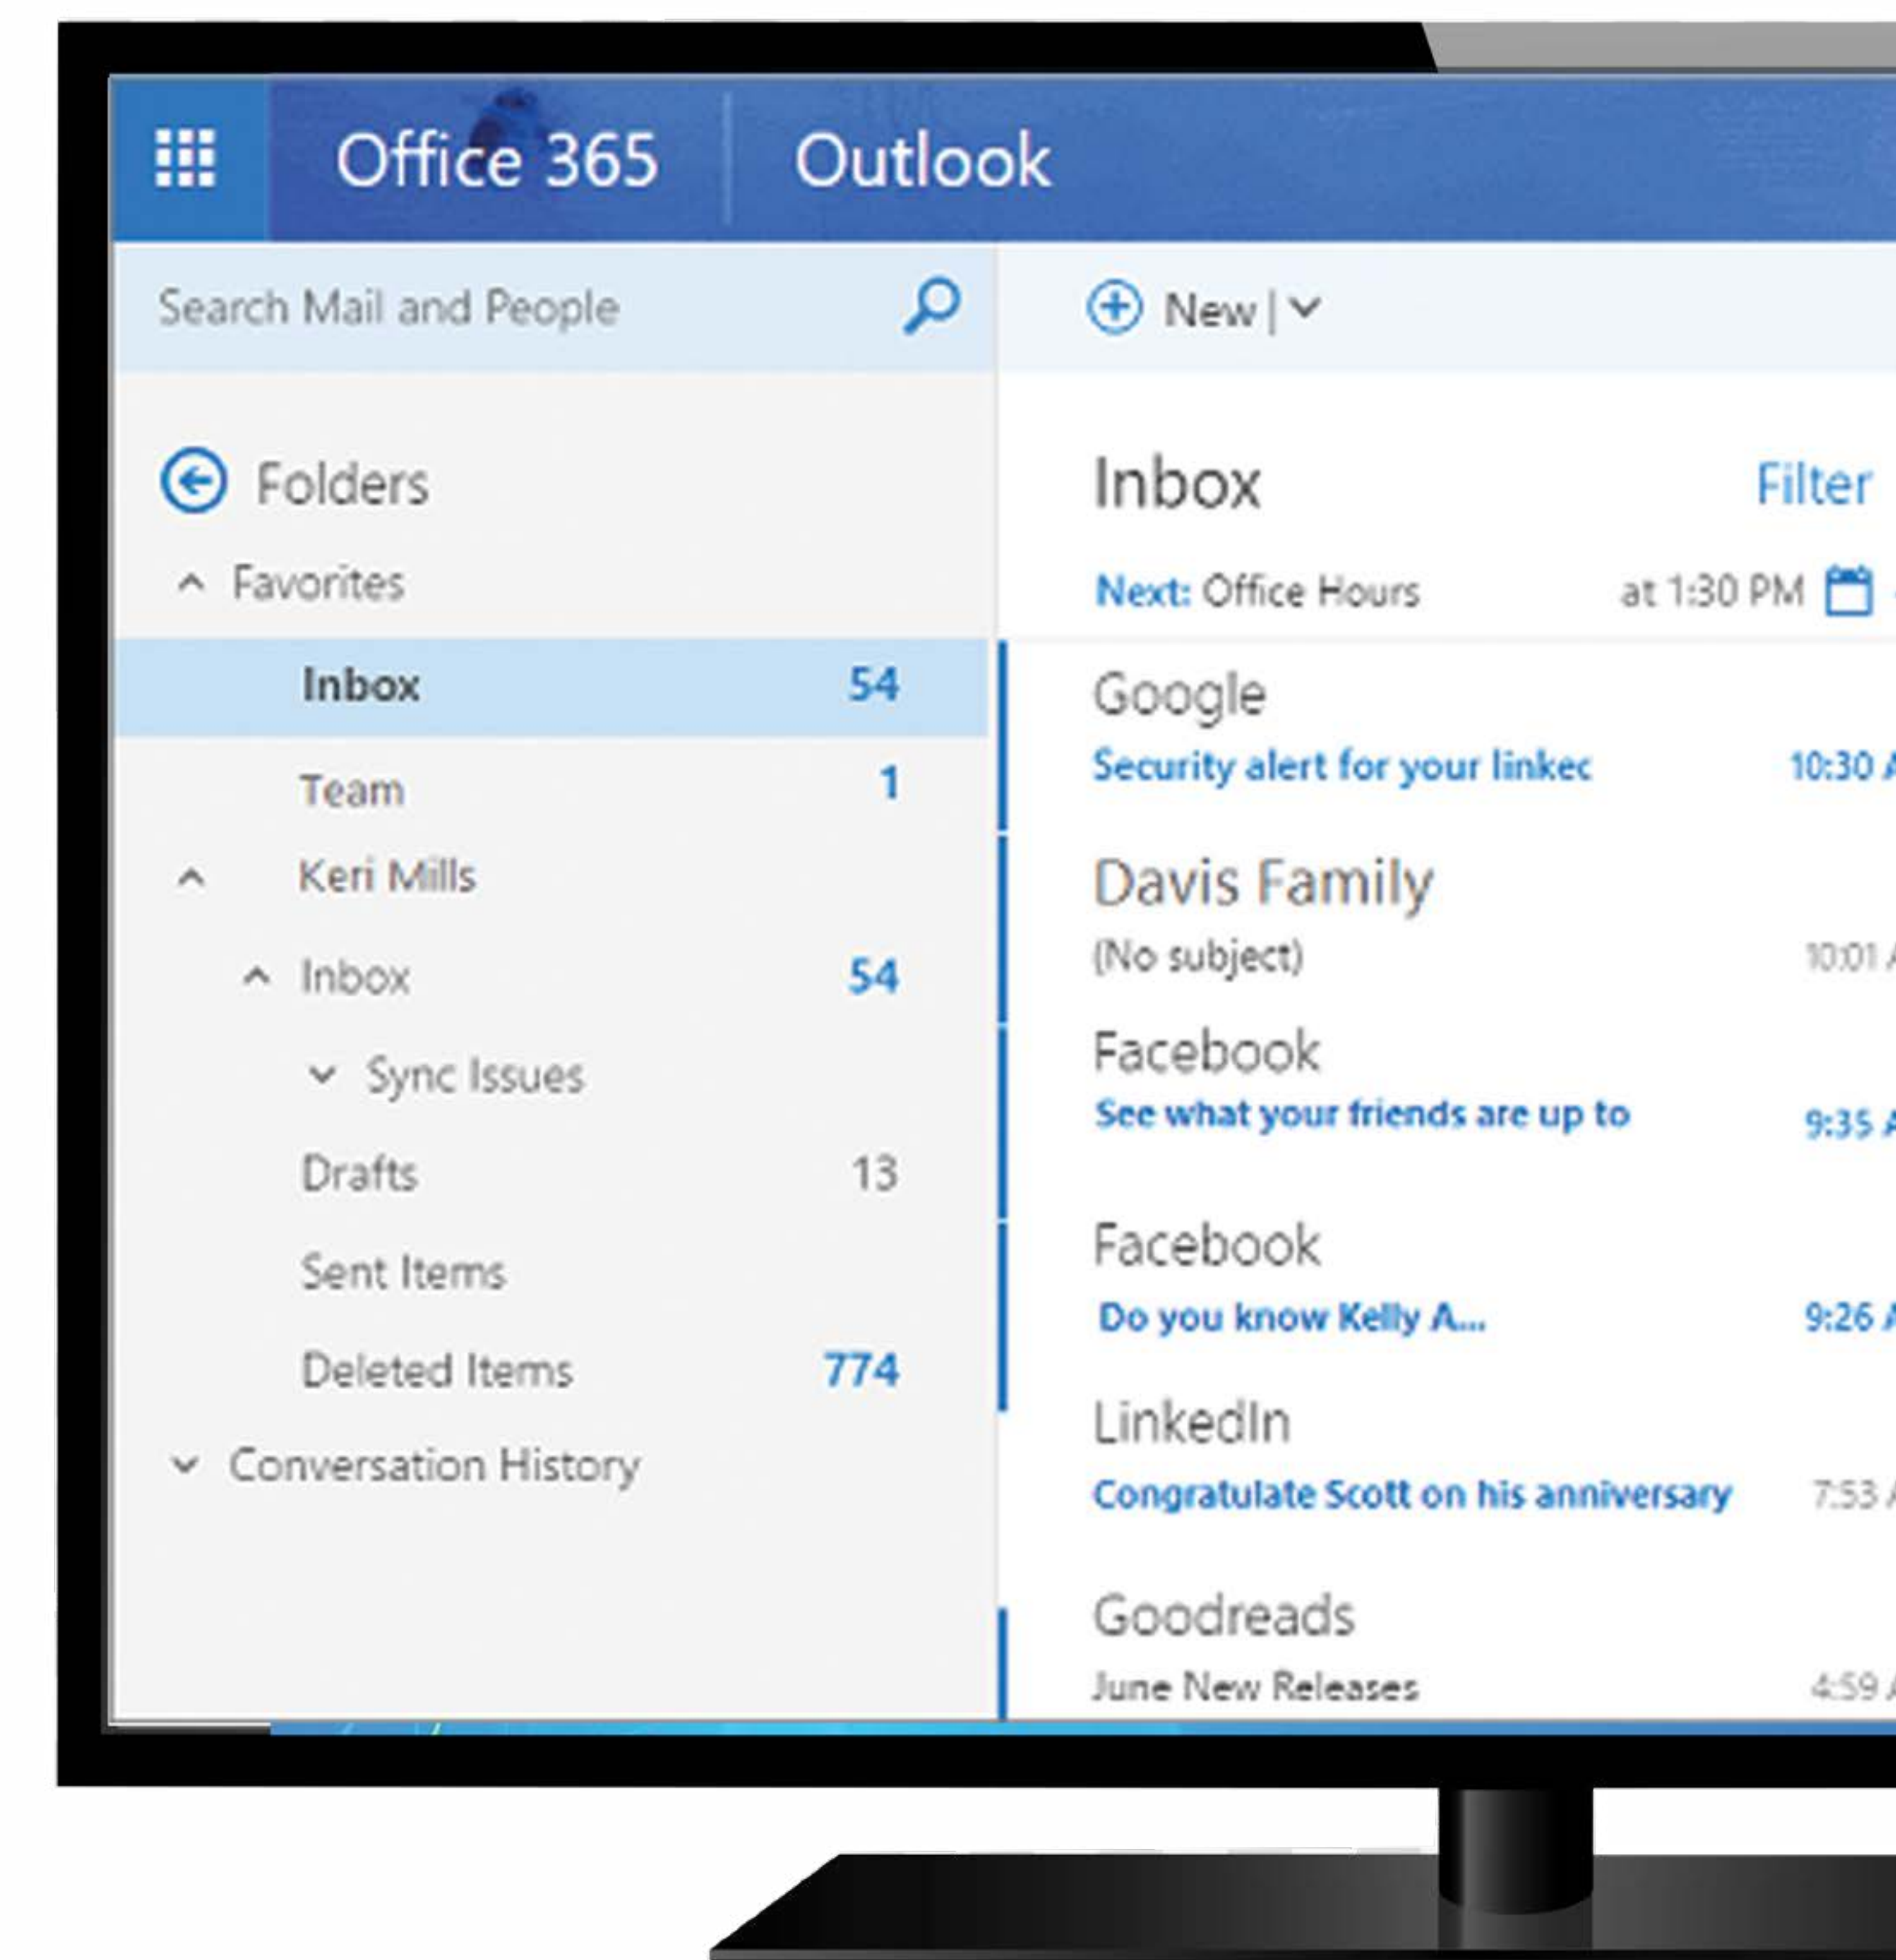 Office 365 Outlook
Search Mail and People
New
Folders
Favorites
Inbox 54
Team 1
Keri Mills
Inbox 54
Sync Issues
Drafts 13
Sent Items
Deleted Items 774
Conversation History
Inbox Filter
Next: Office Hours at 1:30 PM
Google
Security alert for your linkec 10:30 A
Davis Family
(No subject) 10:01 A
Facebook
See what your friends are up to 9:35 A
Facebook
Do you know Kelly A... 9:26 A
LinkedIn
Congratulate Scott on his anniversary 7:53 A
Goodreads
June New Releases 4:59 A